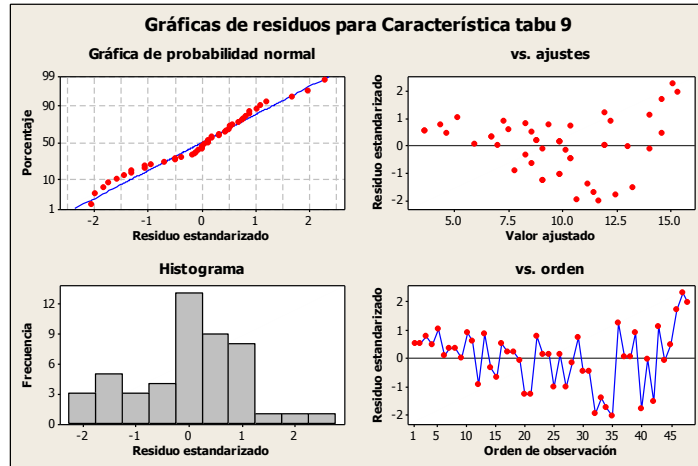 Gráficas de residuos para Característica tabu 9
Gráfica de probabilidad normal
Porcentaje
99
90
50
10
1
-2 -1 0 1 2
Residuo estandarizado
vs. ajustes
Residuo estandarizado
2
1
0
-1
-2
5.0 7.5 10.0 12.5 15.0
Valor ajustado
Histograma
Frecuencia
12
9
6
3
0
-2 -1 0 1 2
Residuo estandarizado
vs. orden
Residuo estandarizado
2
1
0
-1
-2
1 5 10 15 20 25 30 35 40 45
Orden de observación